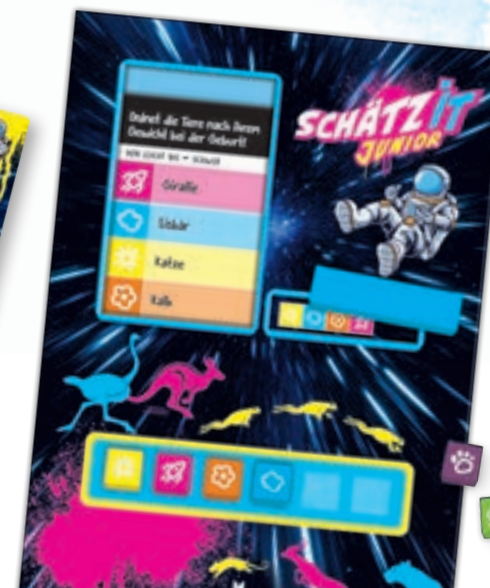 SCHÄTZ IT
JUNIOR
Ordnet die Tiere nach ihrem
Gewicht bei der Geburt!
von leicht bis schwer
Giraffe
Eisbär
Katze
Kalb